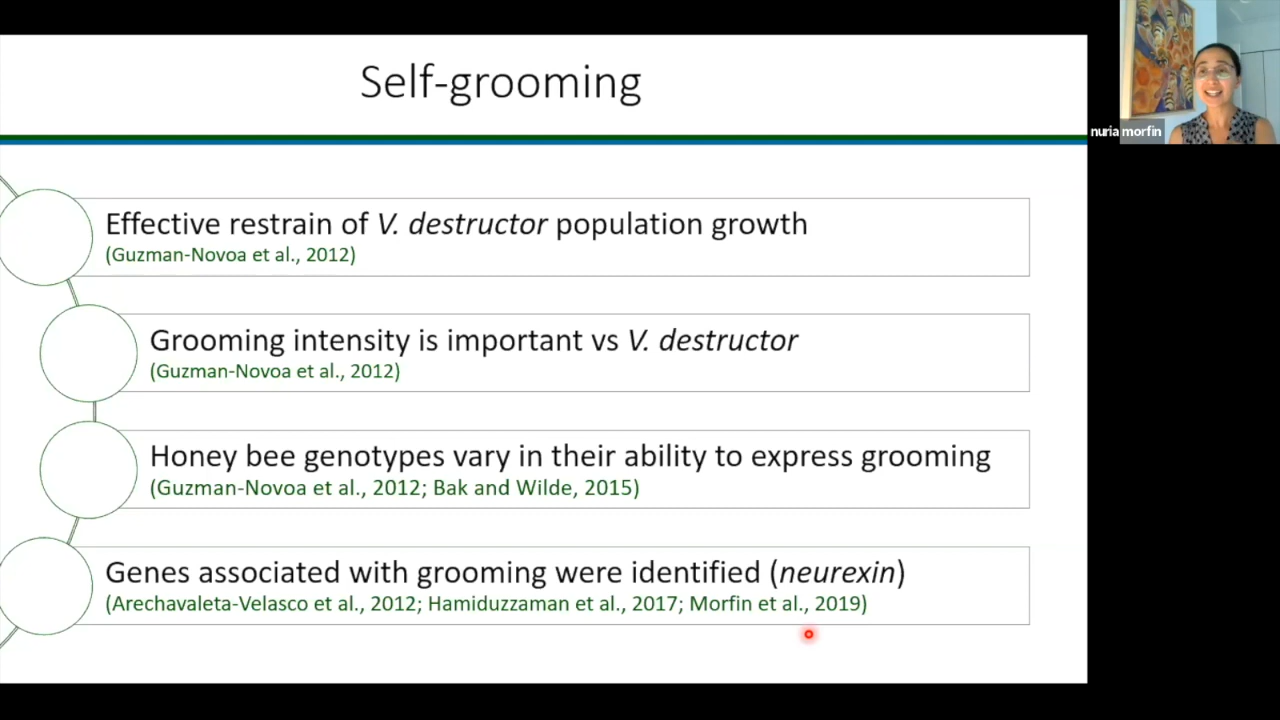 Self-grooming
nuria morfin
Effective restrain of V. destructor population growth
(Guzman-Novoa et al., 2012)
Grooming intensity is important vs V. destructor
(Guzman-Novoa et al., 2012)
Honey bee genotypes vary in their ability to express grooming
(Guzman-Novoa et al., 2012; Bak and Wilde, 2015)
Genes associated with grooming were identified (neurexin)
(Arechavaleta-Velasco et al., 2012; Hamiduzzaman et al., 2017; Morfin et al., 2019)